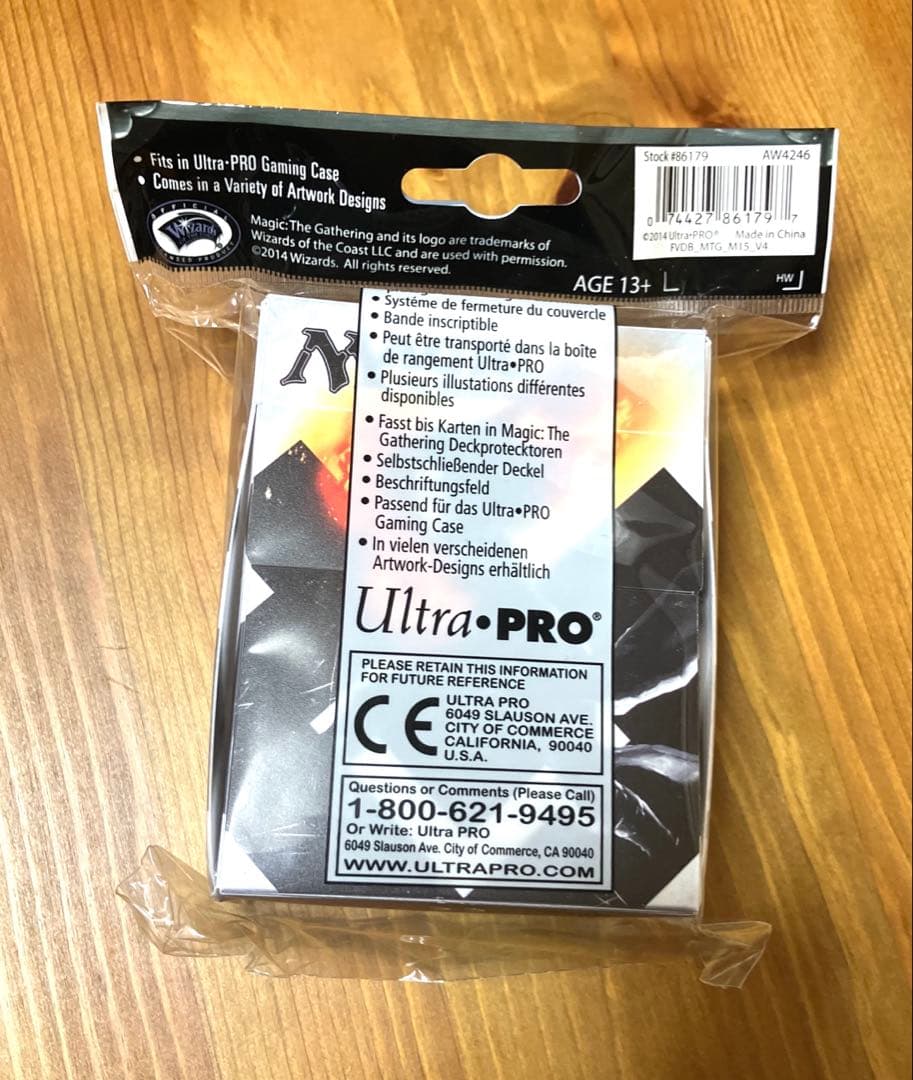 • Fits in Ultra•PRO Gaming Case
• Comes in a Variety of Artwork Designs
OFFICIAL
Wizards
LICENSED PRODUCT
Magic: The Gathering and its logo are trademarks of
Wizards of the Coast LLC and are used with permission.
©2014 Wizards. All rights reserved.
Stock #86179 AW4246
0 74427 86179 7
©2014 Ultra•PRO® Made in China
FVDB_MTG_M15_V4
AGE 13+
HW
• Systéme de fermeture du couvercle
• Bande inscriptible
• Peut être transporté dans la boîte
de rangement Ultra•PRO
• Plusieurs illustations différentes
disponibles
• Fasst bis Karten in Magic: The
Gathering Deckprotecktoren
• Selbstschließender Deckel
• Beschriftungsfeld
• Passend für das Ultra•PRO
Gaming Case
• In vielen verscheidenen
Artwork-Designs erhältlich
Ultra•PRO®
PLEASE RETAIN THIS INFORMATION
FOR FUTURE REFERENCE
CE
ULTRA PRO
6049 SLAUSON AVE.
CITY OF COMMERCE
CALIFORNIA, 90040
U.S.A.
Questions or Comments (Please Call)
1-800-621-9495
Or Write: Ultra PRO
6049 Slauson Ave. City of Commerce, CA 90040
WWW.ULTRAPRO.COM